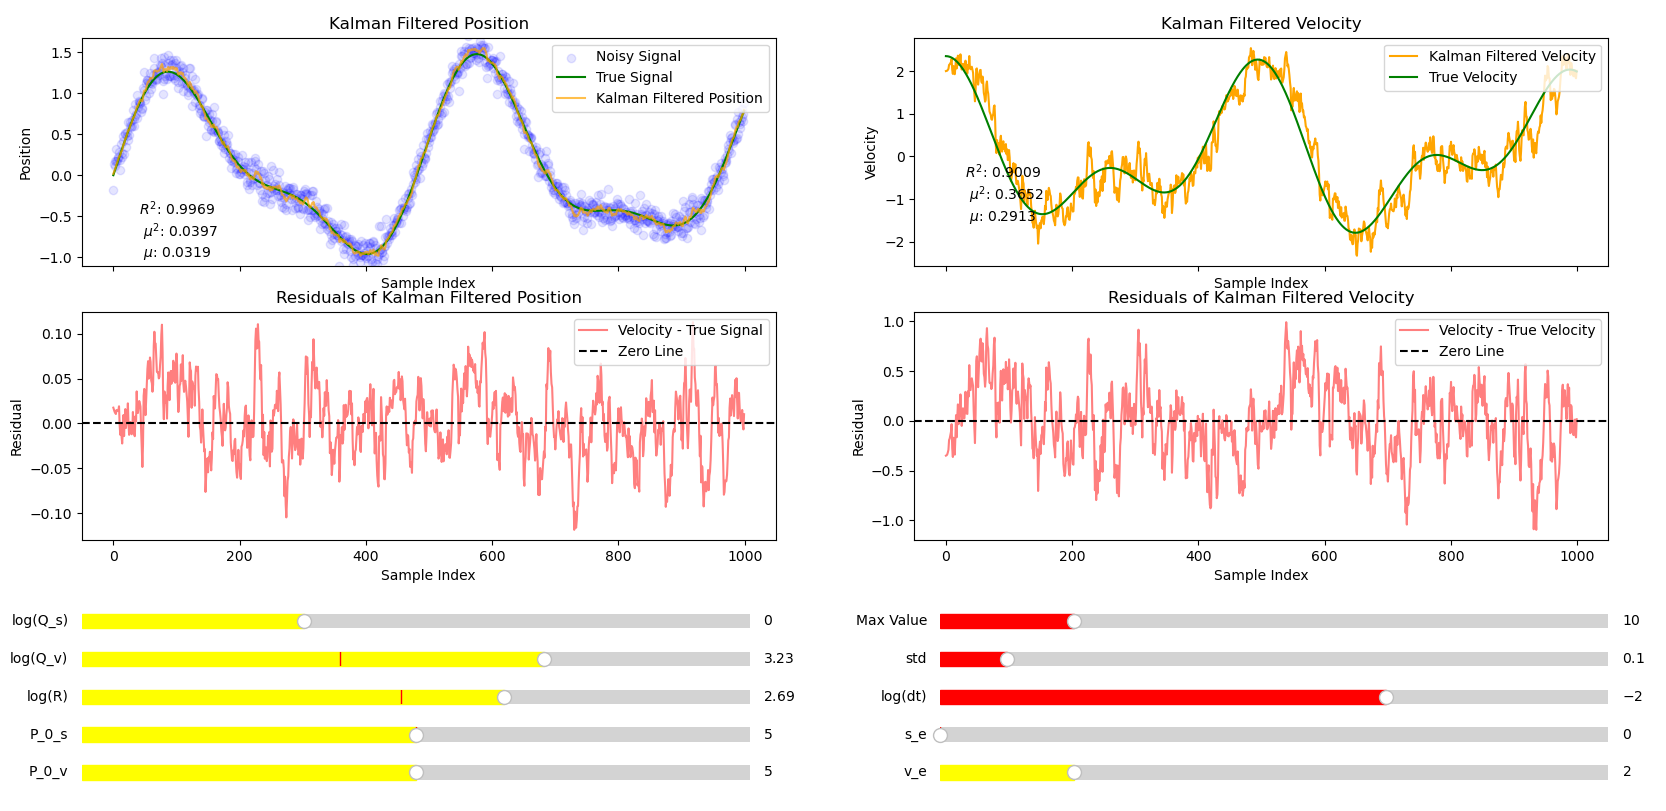 Kalman Filtered Position
Position
1.5
1.0
0.5
0.0
−0.5
−1.0
Noisy Signal
True Signal
Kalman Filtered Position
R²: 0.9969
μ²: 0.0397
μ: 0.0319
Sample Index
Kalman Filtered Velocity
Velocity
2
1
0
−1
−2
Kalman Filtered Velocity
True Velocity
R²: 0.9009
μ²: 0.3652
μ: 0.2913
Sample Index
Residuals of Kalman Filtered Position
Residual
0.10
0.05
0.00
−0.05
−0.10
Velocity - True Signal
Zero Line
0 200 400 600 800 1000
Sample Index
Residuals of Kalman Filtered Velocity
Residual
1.0
0.5
0.0
−0.5
−1.0
Velocity - True Velocity
Zero Line
0 200 400 600 800 1000
Sample Index
log(Q_s) 0
log(Q_v) 3.23
log(R) 2.69
P_0_s 5
P_0_v 5
Max Value 10
std 0.1
log(dt) −2
s_e 0
v_e 2